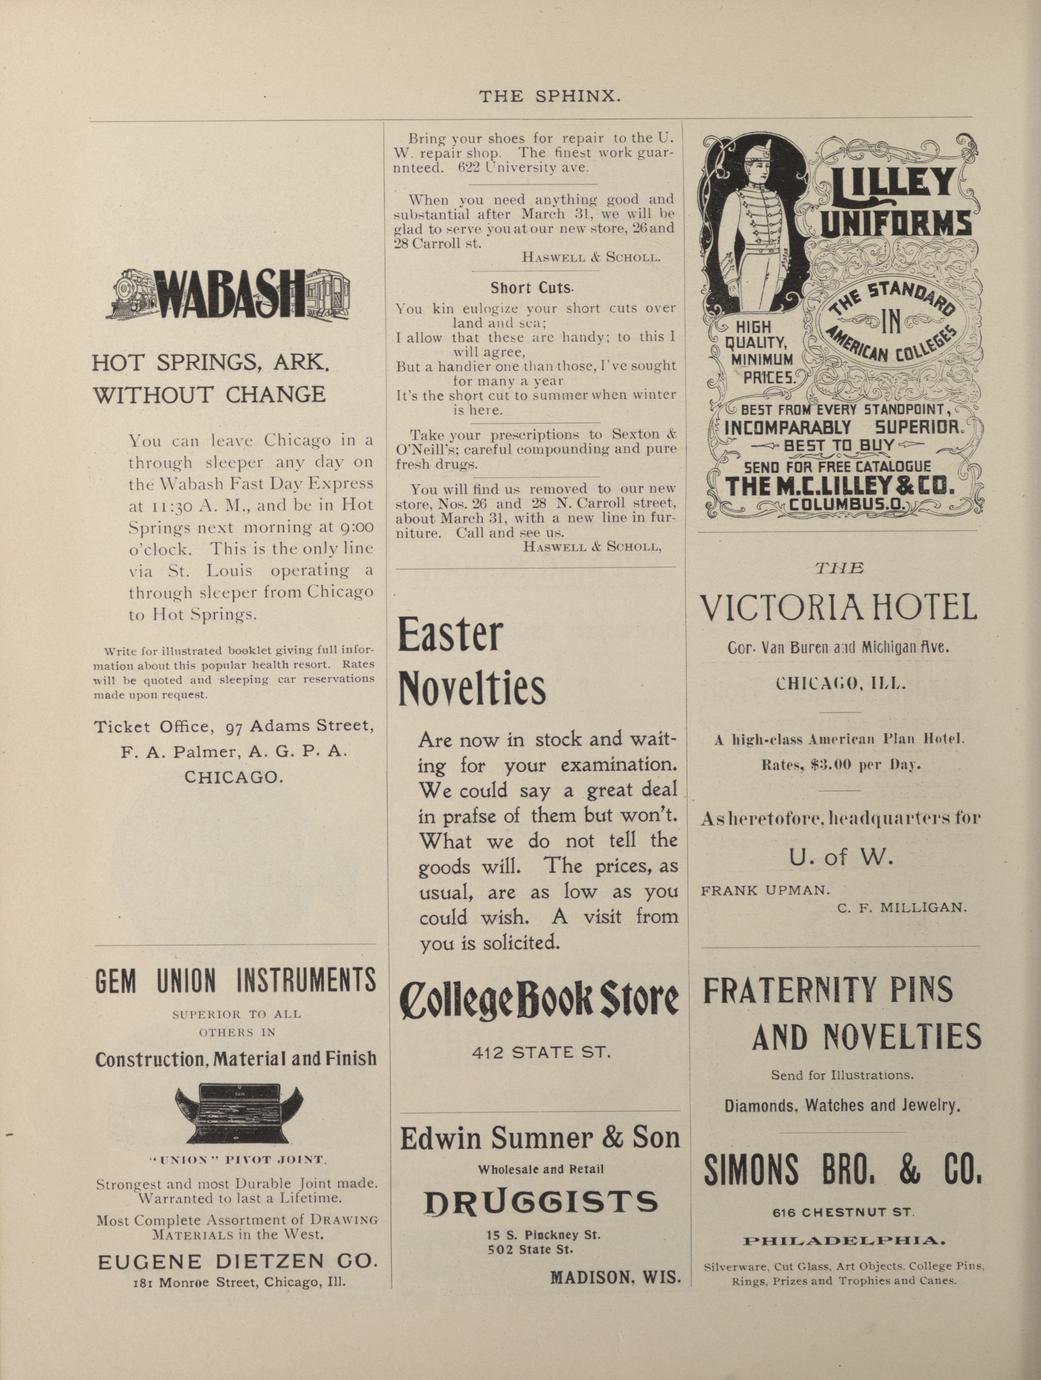 THE SPHINX.
WABASH
HOT SPRINGS, ARK.
WITHOUT CHANGE
You can leave Chicago in a
through sleeper any day on
the Wabash Fast Day Express
at 11:30 A. M., and be in Hot
Springs next morning at 9:00
o'clock. This is the only line
via St. Louis operating a
through sleeper from Chicago
to Hot Springs.
Write for illustrated booklet giving full infor-
mation about this popular health resort. Rates
will be quoted and sleeping car reservations
made upon request.
Ticket Office, 97 Adams Street,
F. A. Palmer, A. G. P. A.
CHICAGO.
GEM UNION INSTRUMENTS
SUPERIOR TO ALL
OTHERS IN
Construction, Material and Finish
"UNION" PIVOT JOINT.
Strongest and most Durable Joint made.
Warranted to last a Lifetime.
Most Complete Assortment of DRAWING
MATERIALS in the West.
EUGENE DIETZEN CO.
181 Monroe Street, Chicago, Ill.
Bring your shoes for repair to the U.
W. repair shop. The finest work guar-
nnteed. 622 University ave.
When you need anything good and
substantial after March 31, we will be
glad to serve you at our new store, 26 and
28 Carroll st.
HASWELL & SCHOLL.
Short Cuts.
You kin eulogize your short cuts over
land and sea;
I allow that these are handy; to this I
will agree,
But a handier one than those, I've sought
for many a year
It's the short cut to summer when winter
is here.
Take your prescriptions to Sexton &
O'Neill's; careful compounding and pure
fresh drugs.
You will find us removed to our new
store, Nos. 26 and 28 N. Carroll street,
about March 31, with a new line in fur-
niture. Call and see us.
HASWELL & SCHOLL,
Easter
Novelties
Are now in stock and wait-
ing for your examination.
We could say a great deal
in prafse of them but won't.
What we do not tell the
goods will. The prices, as
usual, are as low as you
could wish. A visit from
you is solicited.
College Book Store
412 STATE ST.
Edwin Sumner & Son
Wholesale and Retail
DRUGGISTS
15 S. Pinckney St.
502 State St.
MADISON, WIS.
LILLEY
UNIFORMS
THE STANDARD
IN
AMERICAN COLLEGES
HIGH
QUALITY,
MINIMUM
PRICES.
BEST FROM EVERY STANDPOINT,
INCOMPARABLY SUPERIOR.
BEST TO BUY
SEND FOR FREE CATALOGUE
THE M.C. LILLEY & CO.
COLUMBUS.O.
THE
VICTORIA HOTEL
Cor. Van Buren and Michigan Ave.
CHICAGO, ILL.
A high-class American Plan Hotel.
Rates, $3.00 per Day.
As heretofore, headquarters for
U. of W.
FRANK UPMAN.
C. F. MILLIGAN.
FRATERNITY PINS
AND NOVELTIES
Send for Illustrations.
Diamonds, Watches and Jewelry.
SIMONS BRO. & CO.
616 CHESTNUT ST.
PHILADELPHIA.
Silverware, Cut Glass, Art Objects, College Pins,
Rings, Prizes and Trophies and Canes.